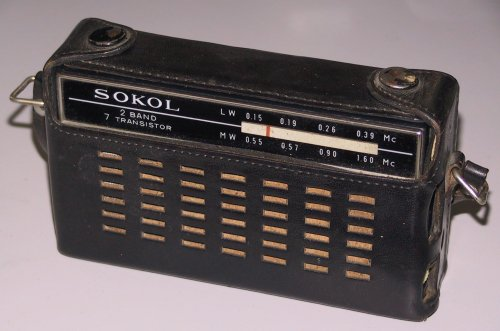 SOKOL
2 BAND
7 TRANSISTOR
LW 0.15 0.19 0.26 0.39 Mc
MW 0.55 0.57 0.90 1.60 Mc